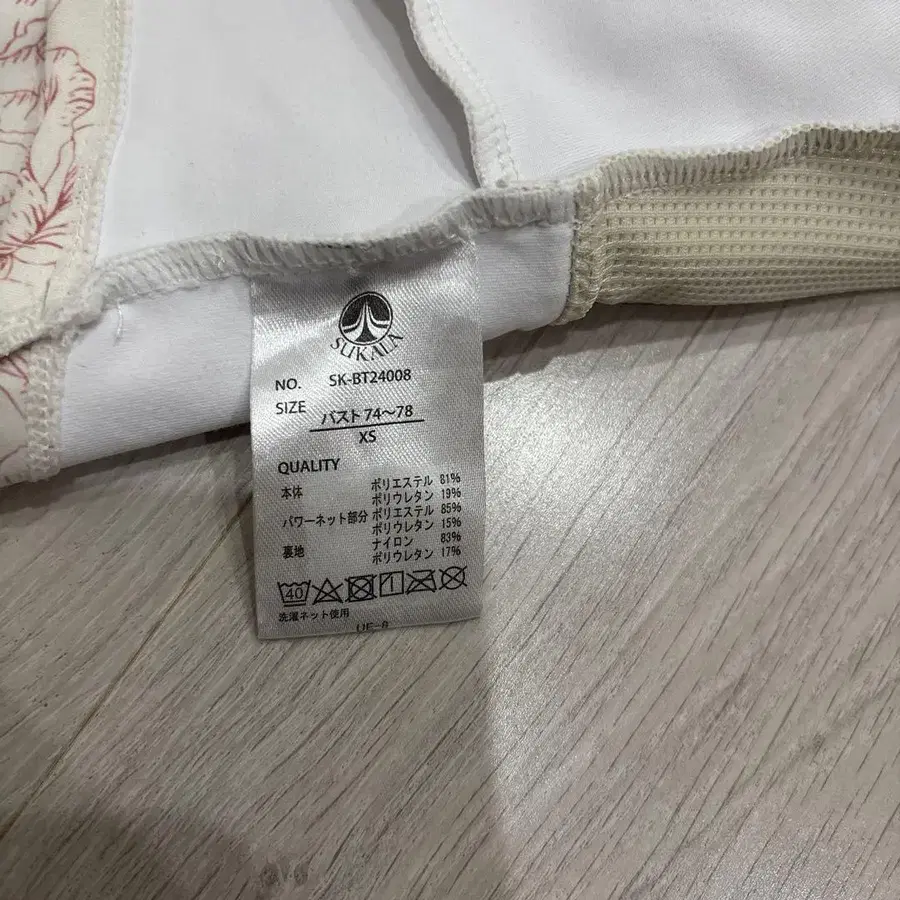 SUKALA
NO. SK-BT24008
SIZE バスト 74～78
XS
QUALITY
本体 ポリエステル 81%
ポリウレタン 19%
パワーネット部分 ポリエステル 85%
ポリウレタン 15%
裏地 ナイロン 83%
ポリウレタン 17%
40
洗濯ネット使用